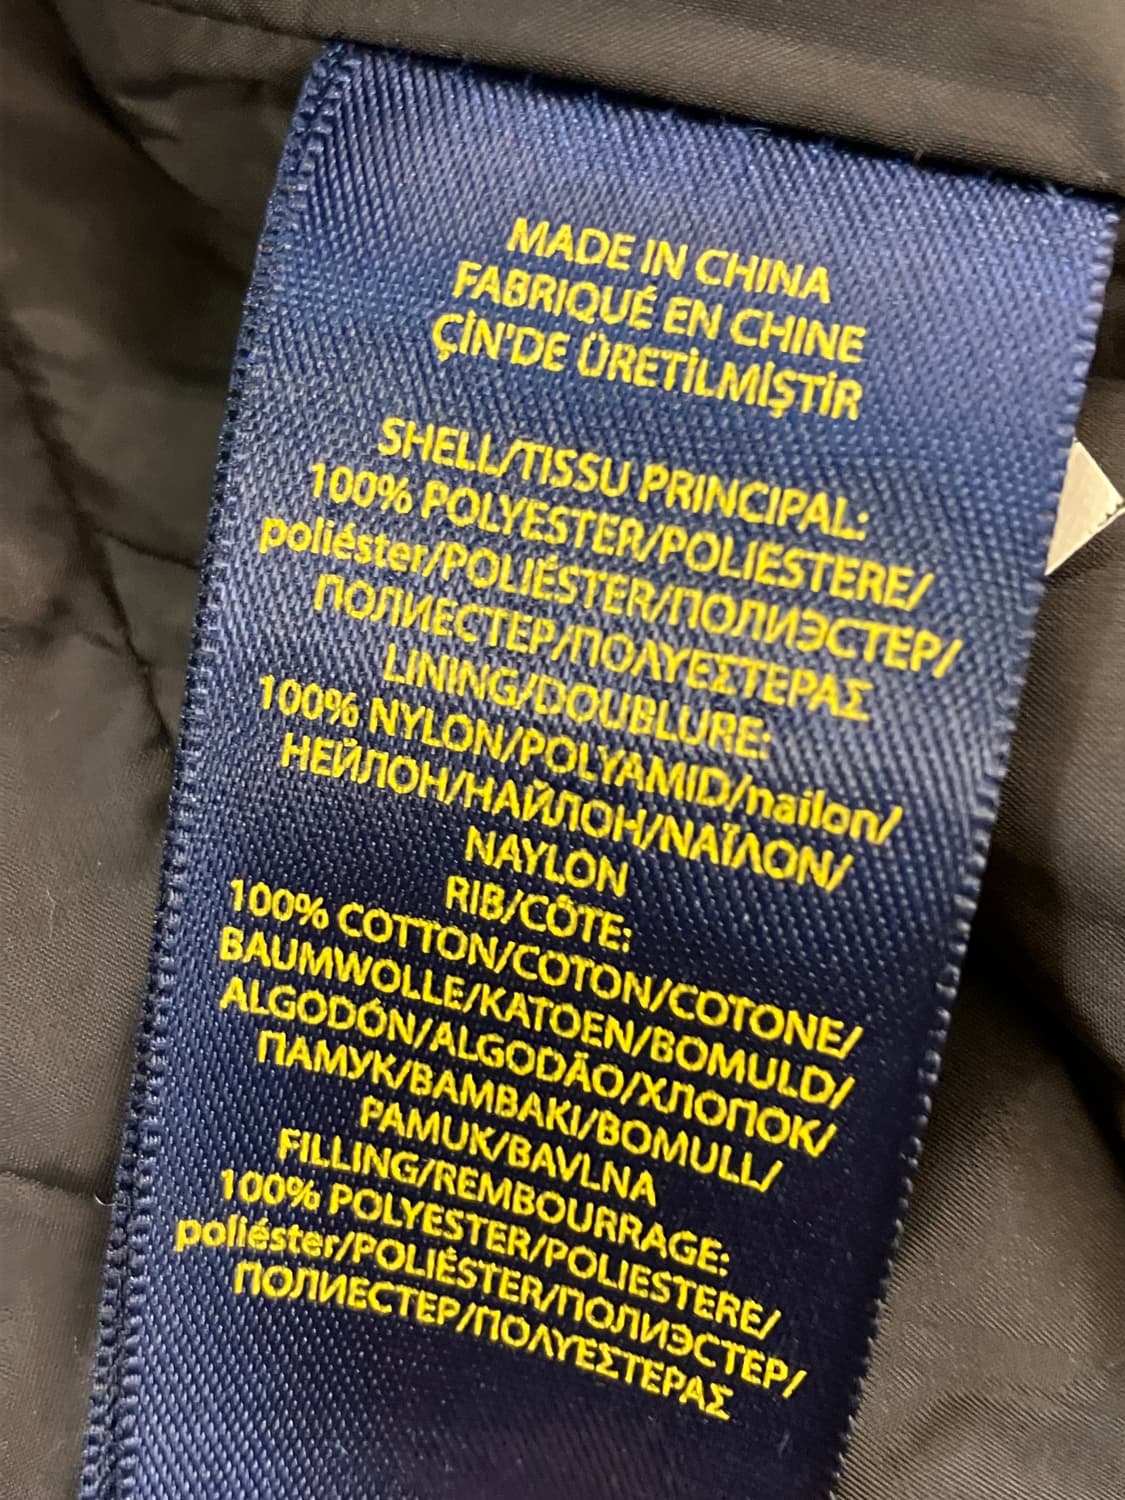 MADE IN CHINA
FABRIQUÉ EN CHINE
ÇİN'DE ÜRETİLMİŞTİR
SHELL/TISSU PRINCIPAL:
100% POLYESTER/POLIESTERE/
poliéster/POLIÉSTER/ПОЛИЭСТЕР/
ПОЛИЕСТЕР/ΠΟΛΥΕΣΤΕΡΑΣ
LINING/DOUBLURE:
100% NYLON/POLYAMID/nailon/
НЕЙЛОН/НАЙЛОН/ΝΑΪΛΟΝ/
NAYLON
RIB/CÔTE:
100% COTTON/COTON/COTONE/
BAUMWOLLE/KATOEN/BOMULD/
ALGODÓN/ALGODÃO/ХЛОПОК/
ПАМУК/ΒΑΜΒΑΚΙ/BOMULL/
PAMUK/BAVLNA
FILLING/REMBOURRAGE:
100% POLYESTER/POLIESTERE/
poliéster/POLIÉSTER/ПОЛИЭСТЕР/
ПОЛИЕСТЕР/ΠΟΛΥΕΣΤΕΡΑΣ